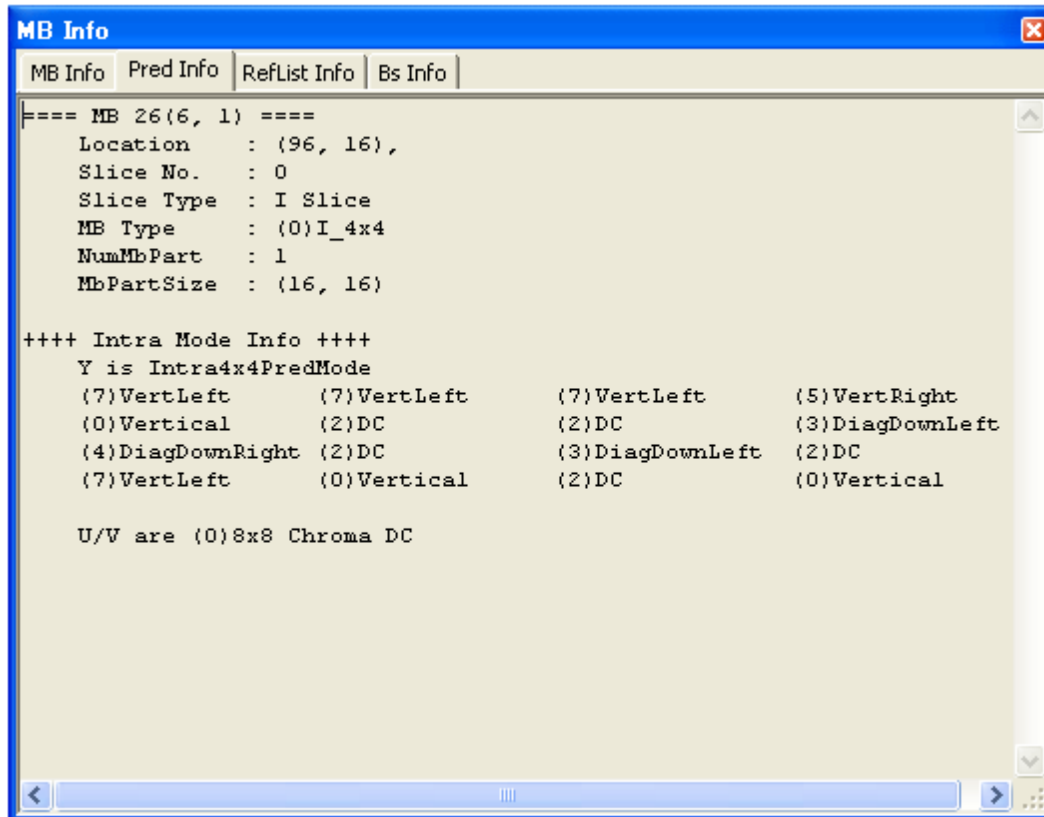 MB Info
MB Info Pred Info RefList Info Bs Info
==== MB 26(6, 1) ====
Location : (96, 16),
Slice No. : 0
Slice Type : I Slice
MB Type : (0)I_4x4
NumMbPart : 1
MbPartSize : (16, 16)
++++ Intra Mode Info ++++
Y is Intra4x4PredMode
(7)VertLeft (7)VertLeft (7)VertLeft (5)VertRight
(0)Vertical (2)DC (2)DC (3)DiagDownLeft
(4)DiagDownRight (2)DC (3)DiagDownLeft (2)DC
(7)VertLeft (0)Vertical (2)DC (0)Vertical
U/V are (0)8x8 Chroma DC